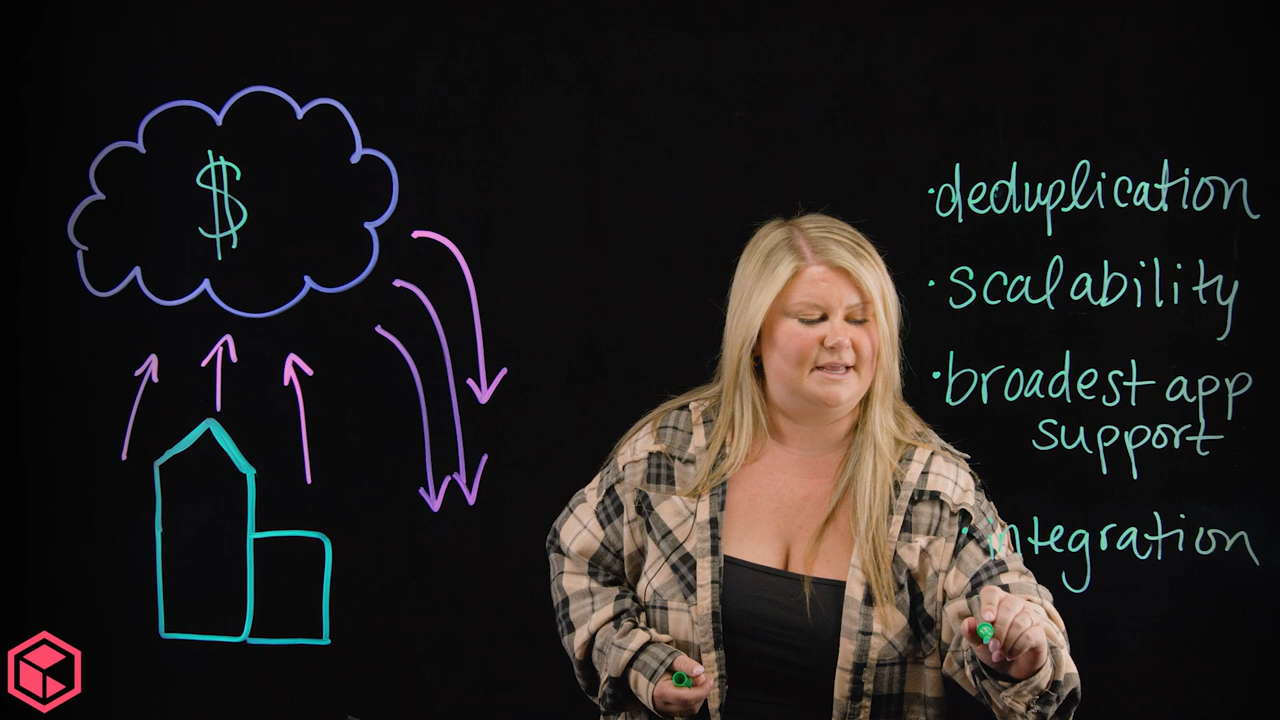 $
·deduplication
·scalability
·broadest app
support
·integration